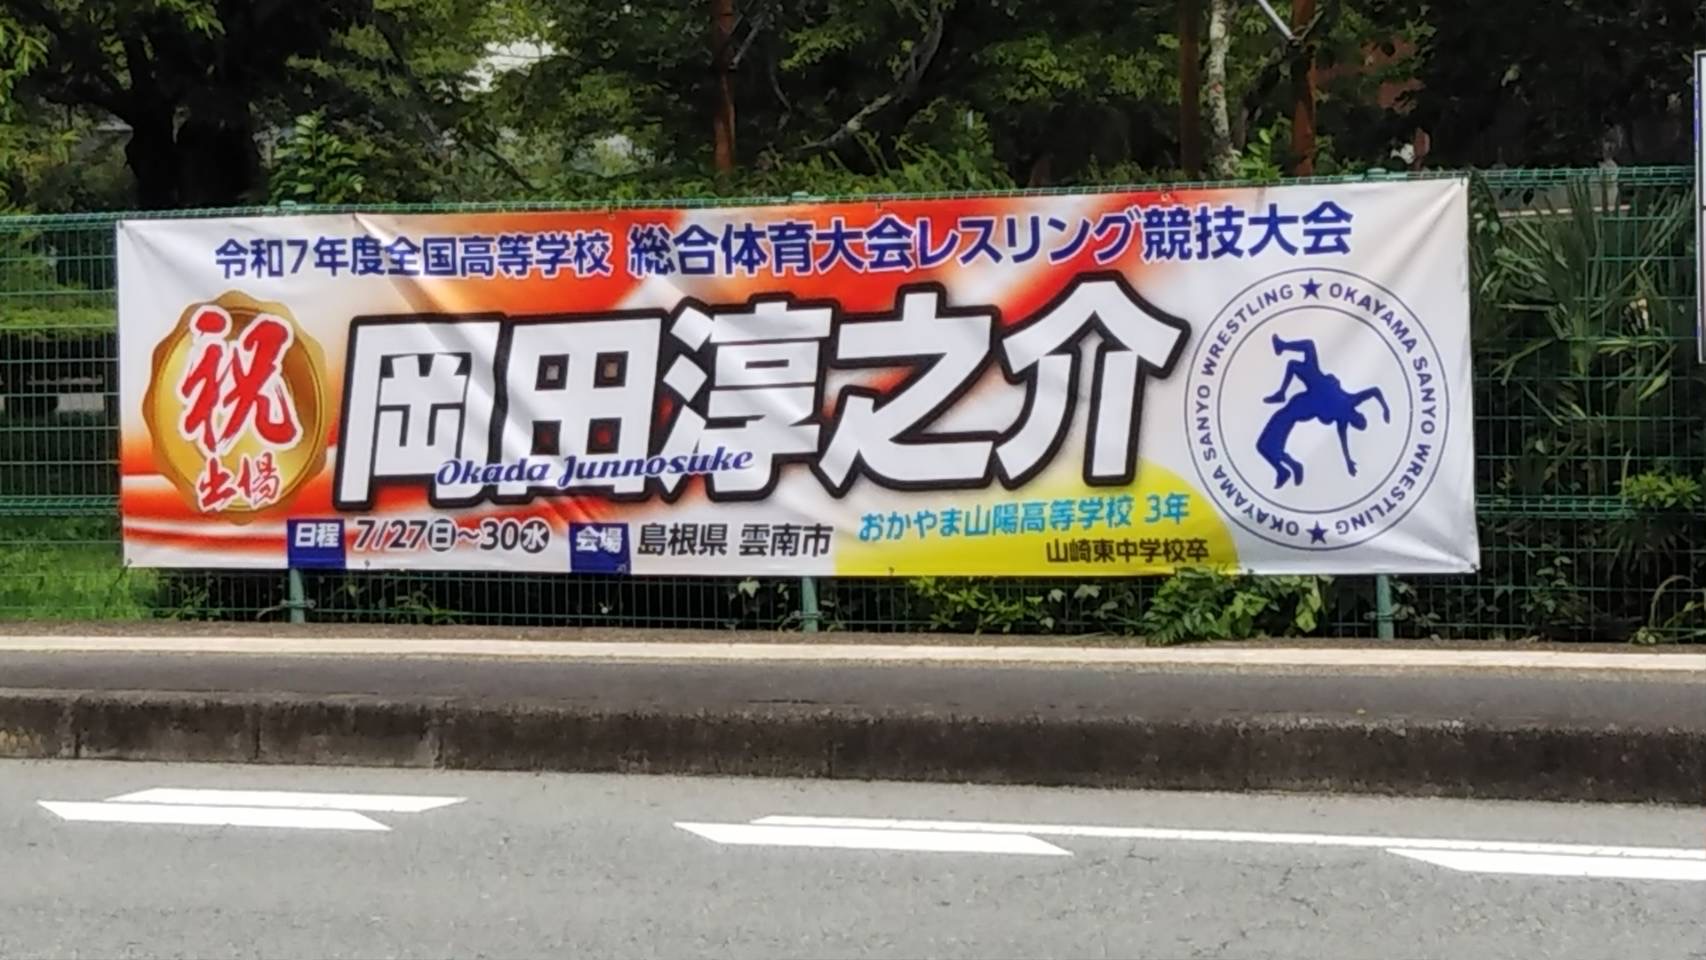 令和7年度全国高等学校 総合体育大会レスリング競技大会
祝
出場
岡田淳之介
Okada Junnosuke
日程 7/27㊐～30㊌ 会場 島根県 雲南市
おかやま山陽高等学校 3年
山崎東中学校卒
OKAYAMA SANYO WRESTLING ★ OKAYAMA SANYO WRESTLING ★